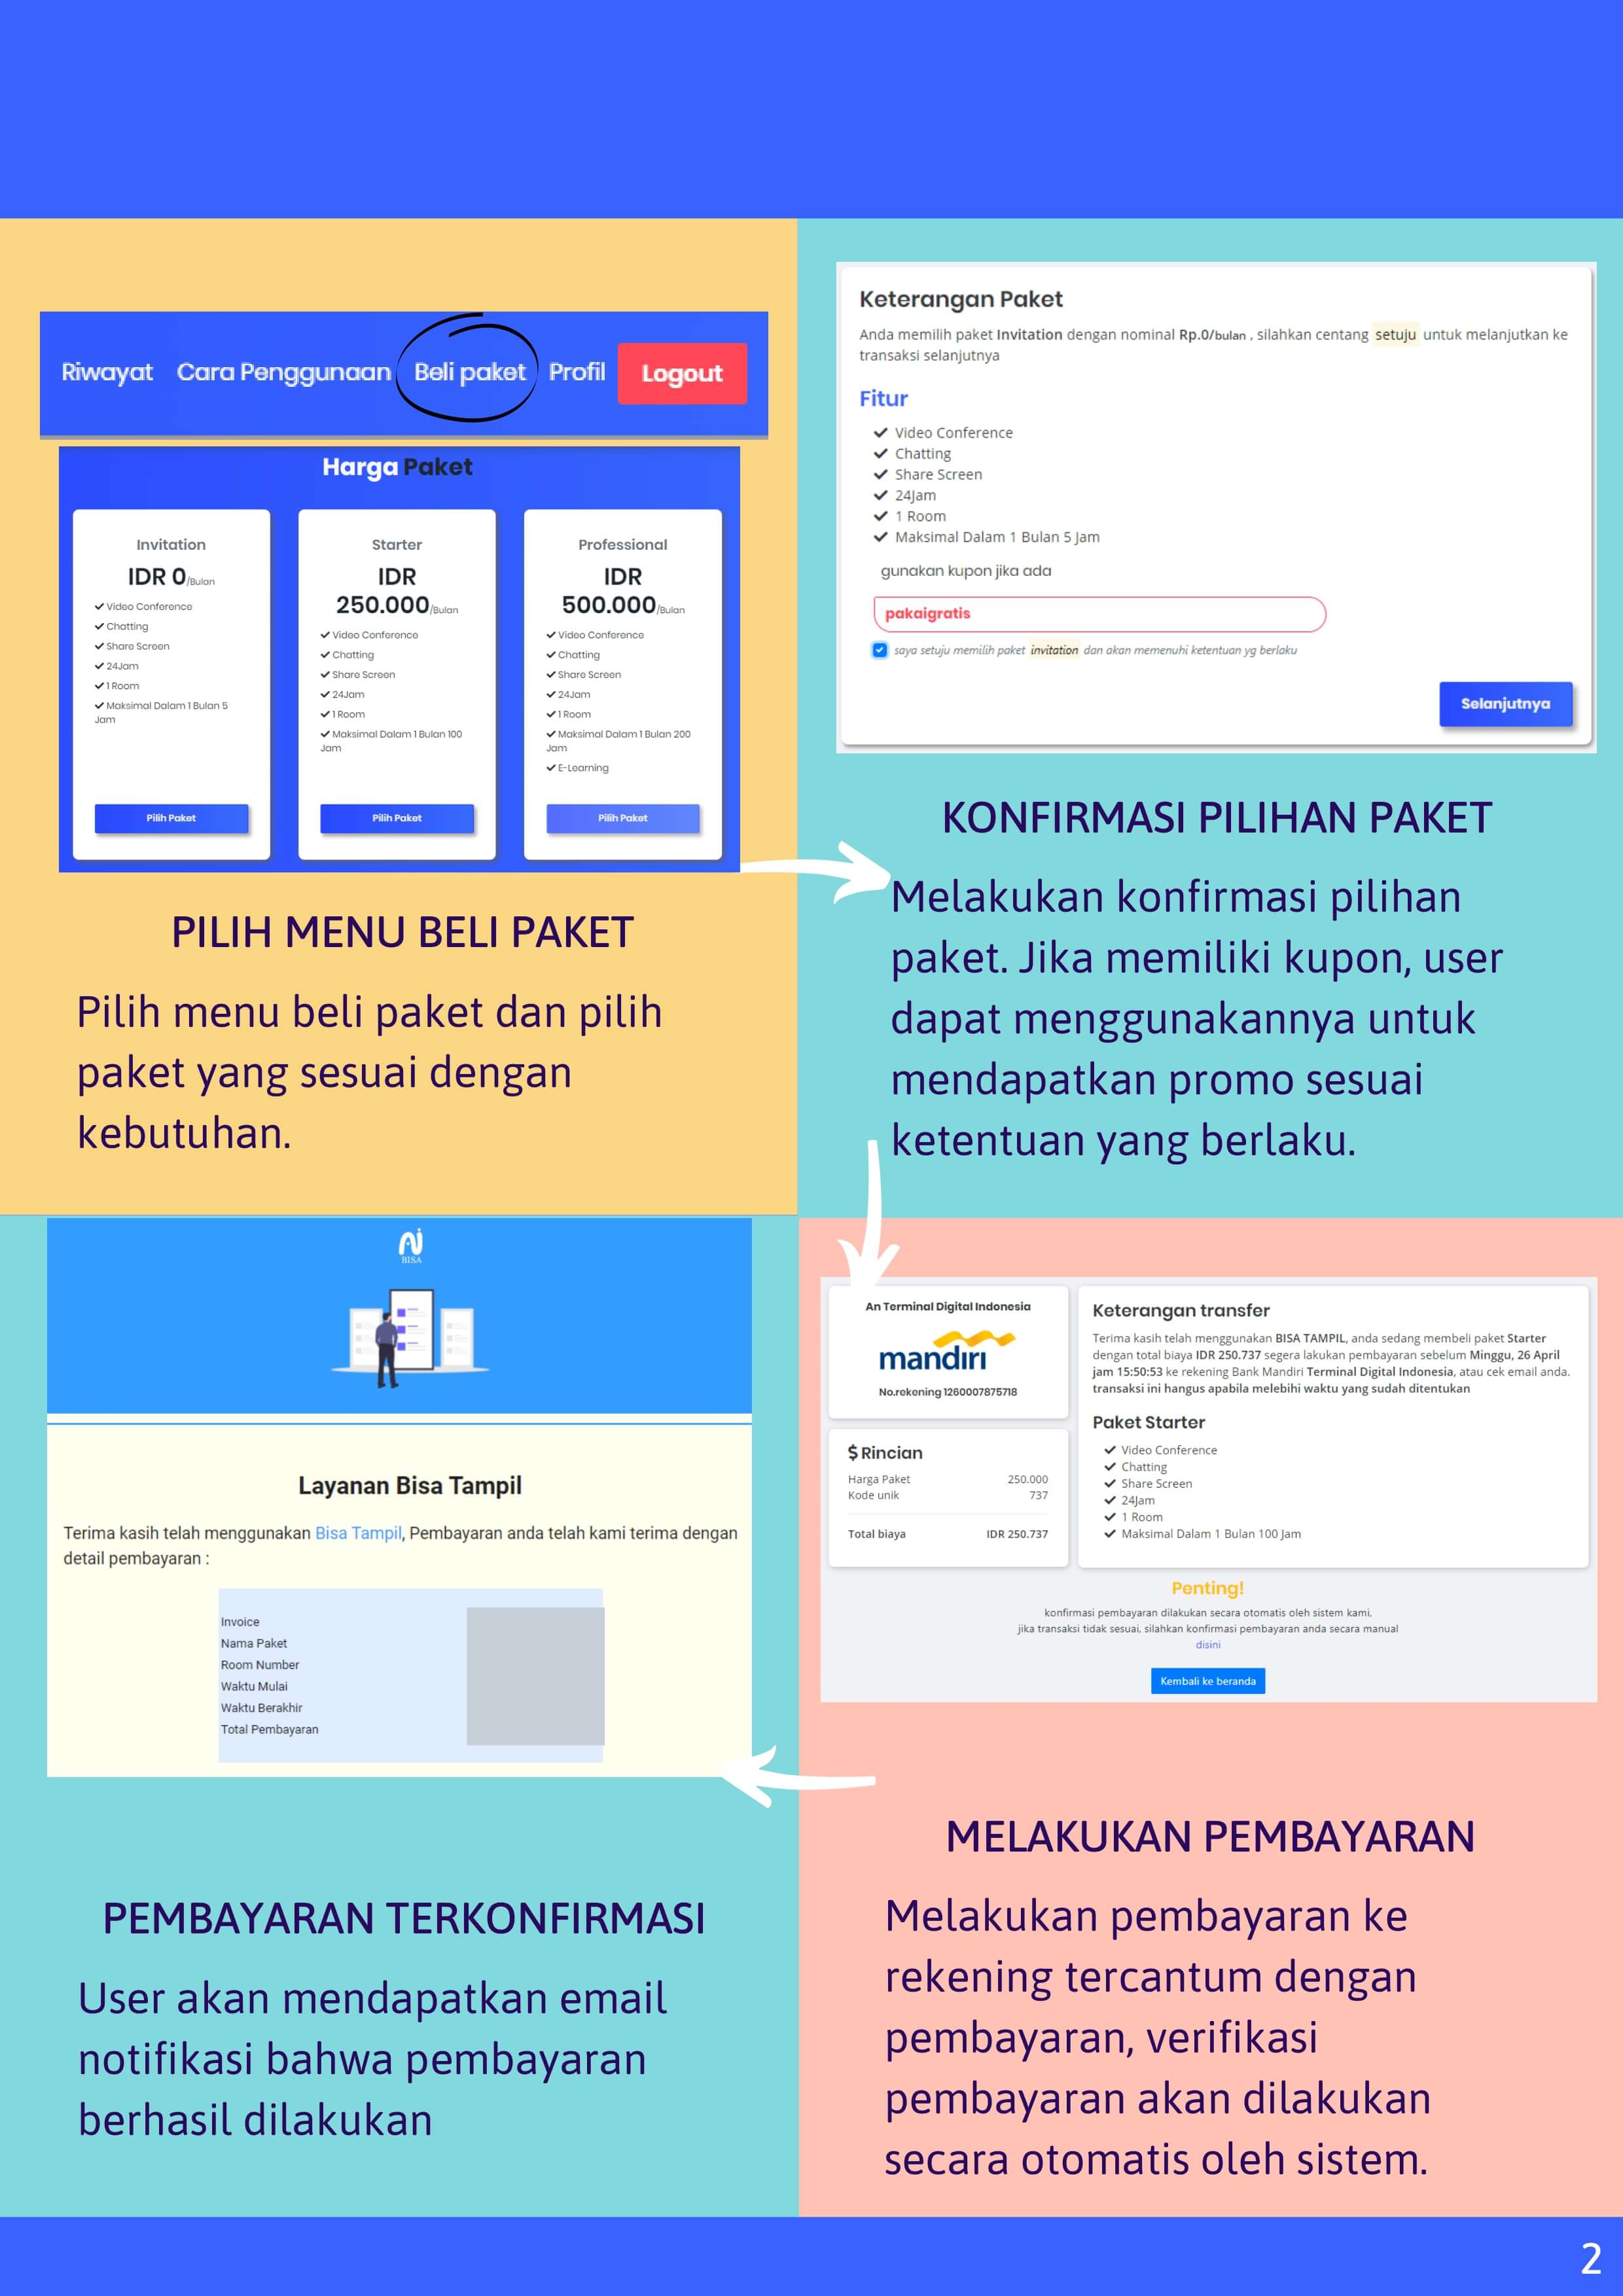 Riwayat Cara Penggunaan Beli paket Profil Logout
Harga Paket
Invitation
IDR 0/Bulan
Video Conference
Chatting
Share Screen
24Jam
1 Room
Maksimal Dalam 1 Bulan 5
Jam
Pilih Paket
Starter
IDR
250.000/Bulan
Video Conference
Chatting
Share Screen
24Jam
1 Room
Maksimal Dalam 1 Bulan 100
Jam
Pilih Paket
Professional
IDR
500.000/Bulan
Video Conference
Chatting
Share Screen
24Jam
1 Room
Maksimal Dalam 1 Bulan 200
Jam
E-Learning
Pilih Paket
PILIH MENU BELI PAKET
Pilih menu beli paket dan pilih
paket yang sesuai dengan
kebutuhan.
Keterangan Paket
Anda memilih paket Invitation dengan nominal Rp.0/bulan , silahkan centang setuju untuk melanjutkan ke
transaksi selanjutnya
Fitur
Video Conference
Chatting
Share Screen
24Jam
1 Room
Maksimal Dalam 1 Bulan 5 Jam
gunakan kupon jika ada
pakaigratis
saya setuju memilih paket invitation dan akan memenuhi ketentuan yg berlaku
Selanjutnya
KONFIRMASI PILIHAN PAKET
Melakukan konfirmasi pilihan
paket. Jika memiliki kupon, user
dapat menggunakannya untuk
mendapatkan promo sesuai
ketentuan yang berlaku.
An Terminal Digital Indonesia
mandiri
No.rekening 1260007875718
$ Rincian
Harga Paket 250.000
Kode unik 737
Total biaya IDR 250.737
Keterangan transfer
Terima kasih telah menggunakan BISA TAMPIL, anda sedang membeli paket Starter
dengan total biaya IDR 250.737 segera lakukan pembayaran sebelum Minggu, 26 April
jam 15:50:53 ke rekening Bank Mandiri Terminal Digital Indonesia, atau cek email anda.
transaksi ini hangus apabila melebihi waktu yang sudah ditentukan
Paket Starter
Video Conference
Chatting
Share Screen
24Jam
1 Room
Maksimal Dalam 1 Bulan 100 Jam
Penting!
konfirmasi pembayaran dilakukan secara otomatis oleh sistem kami,
jika transaksi tidak sesuai, silahkan konfirmasi pembayaran anda secara manual
disini
Kembali ke beranda
MELAKUKAN PEMBAYARAN
Melakukan pembayaran ke
rekening tercantum dengan
pembayaran, verifikasi
pembayaran akan dilakukan
secara otomatis oleh sistem.
BISA
Layanan Bisa Tampil
Terima kasih telah menggunakan Bisa Tampil, Pembayaran anda telah kami terima dengan
detail pembayaran :
Invoice
Nama Paket
Room Number
Waktu Mulai
Waktu Berakhir
Total Pembayaran
PEMBAYARAN TERKONFIRMASI
User akan mendapatkan email
notifikasi bahwa pembayaran
berhasil dilakukan
2